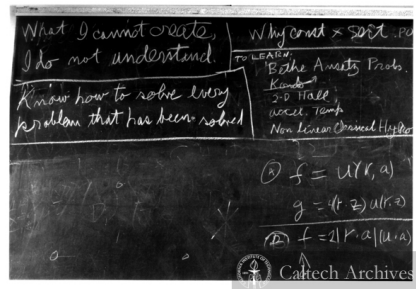 What I cannot create,
I do not understand.
Know how to solve every
problem that has been solved
Why const × sort
TO LEARN:
Bethe Ansatz Probs.
Kondo
2-D Hall
accel. Temp
Non Linear Classical Hydro
f = u(r, a)
g = u(r, z)
f = 2|r·a|(u·a)
Caltech Archives